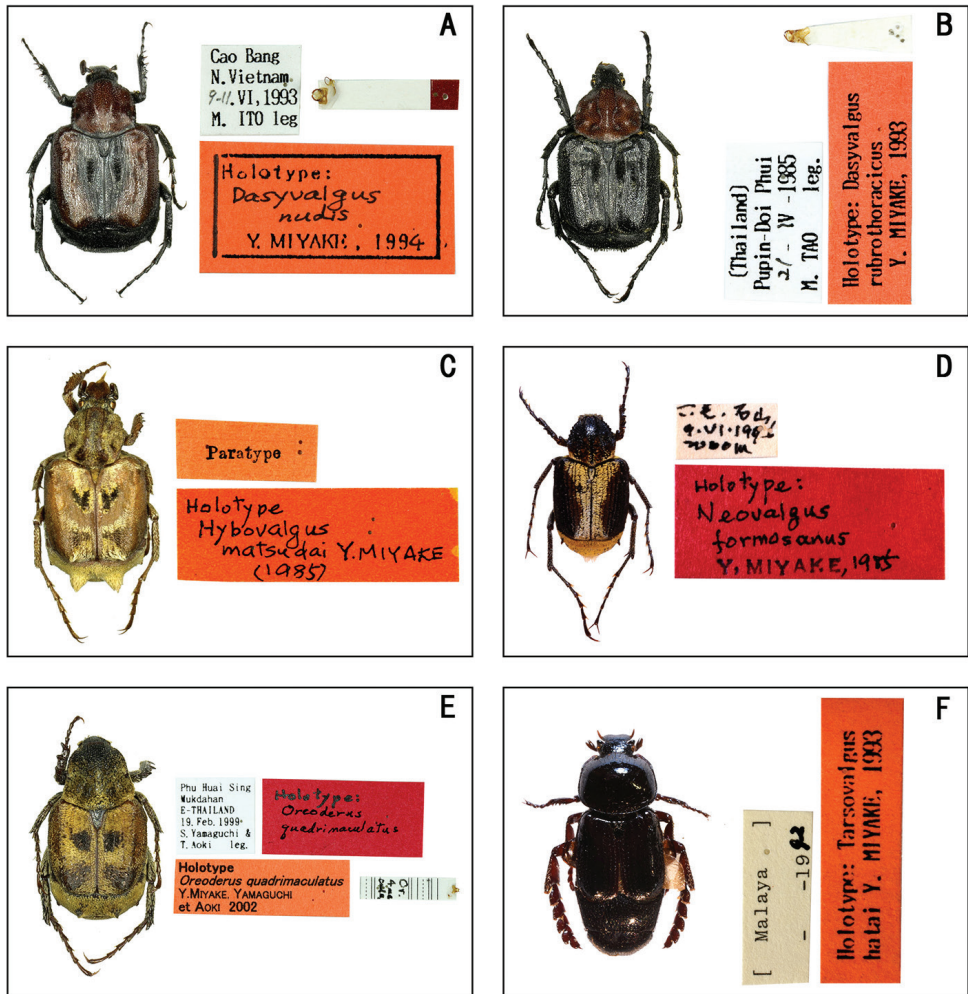 A
Cao Bang
N.Vietnam
9-11.VI,1993
M. ITO leg
Holotype:
Dasyvalgus
nudis
Y. MIYAKE, 1994
B
(Thailand)
Pupin-Doi Phui
21 - IV -1985
M. TAO leg.
Holotype: Dasyvalgus
rubrothoracicus
Y. MIYAKE, 1993
C
Paratype
Holotype
Hybovalgus
matsudai Y.MIYAKE
(1985)
D
2000m
Holotype:
Neovalgus
formosanus
Y, MIYAKE, 1985
E
Phu Huai Sing
Mukdahan
E-THAILAND
19. Feb. 1999
S. Yamaguchi &
T. Aoki leg.
Holotype:
Oreoderus
quadrimaculatus
Holotype
Oreoderus quadrimaculatus
Y.MIYAKE. YAMAGUCHI
et AOKI 2002
F
[ Malaya ]
- -1982
Holotype: Tarsovalgus
hatai Y. MIYAKE, 1993